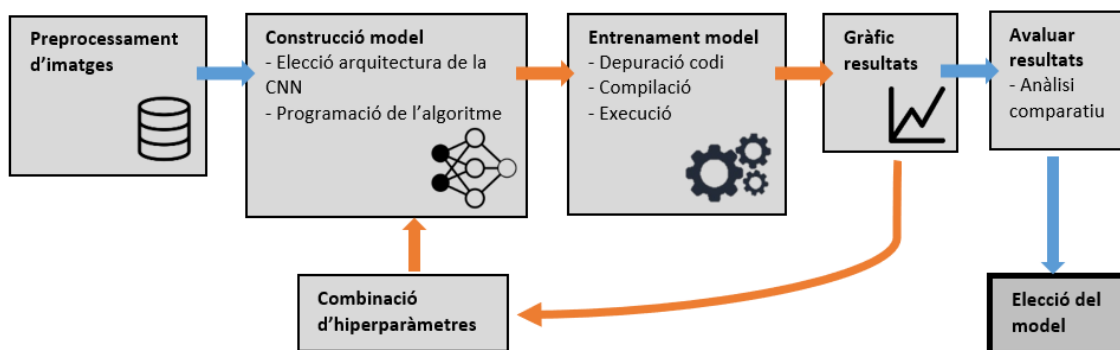 Preprocessament
d'imatges
Construcció model
- Elecció arquitectura de la
CNN
- Programació de l'algoritme
Entrenament model
- Depuració codi
- Compilació
- Execució
Gràfic
resultats
Avaluar
resultats
- Anàlisi
comparatiu
Combinació
d'hiperparàmetres
Elecció del
model